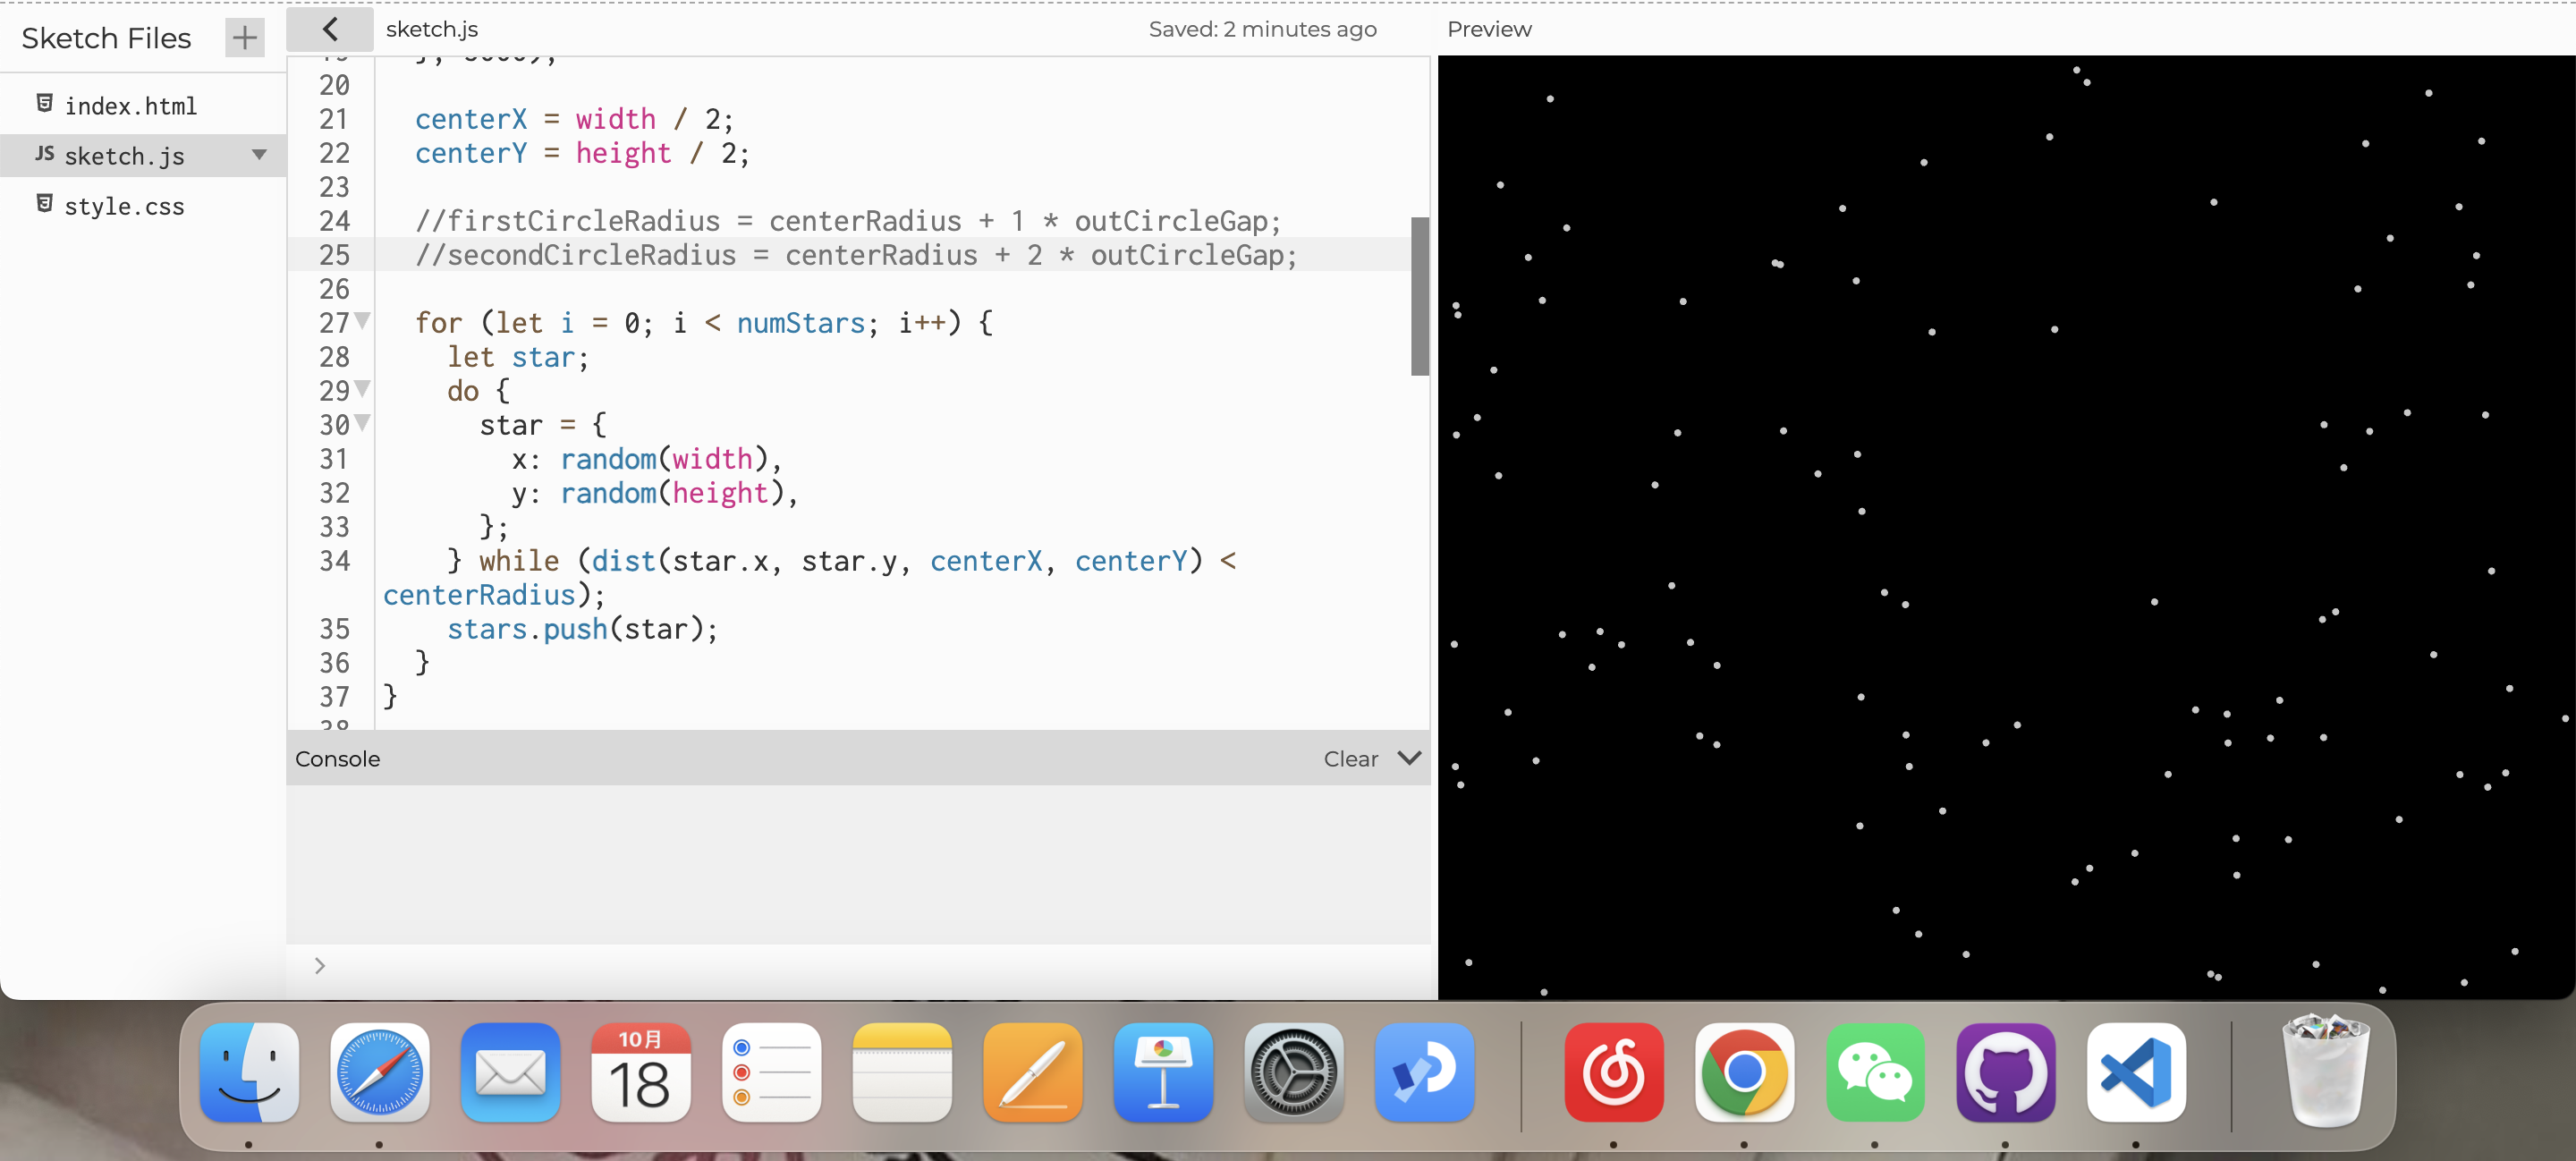 Sketch Files
index.html
JS sketch.js
style.css
sketch.js
Saved: 2 minutes ago
Preview
20
21 centerX = width / 2;
22 centerY = height / 2;
23
24 //firstCircleRadius = centerRadius + 1 * outCircleGap;
25 //secondCircleRadius = centerRadius + 2 * outCircleGap;
26
27 for (let i = 0; i < numStars; i++) {
28 let star;
29 do {
30 star = {
31 x: random(width),
32 y: random(height),
33 };
34 } while (dist(star.x, star.y, centerX, centerY) <
centerRadius);
35 stars.push(star);
36 }
37 }
Console
Clear
>
10月
18